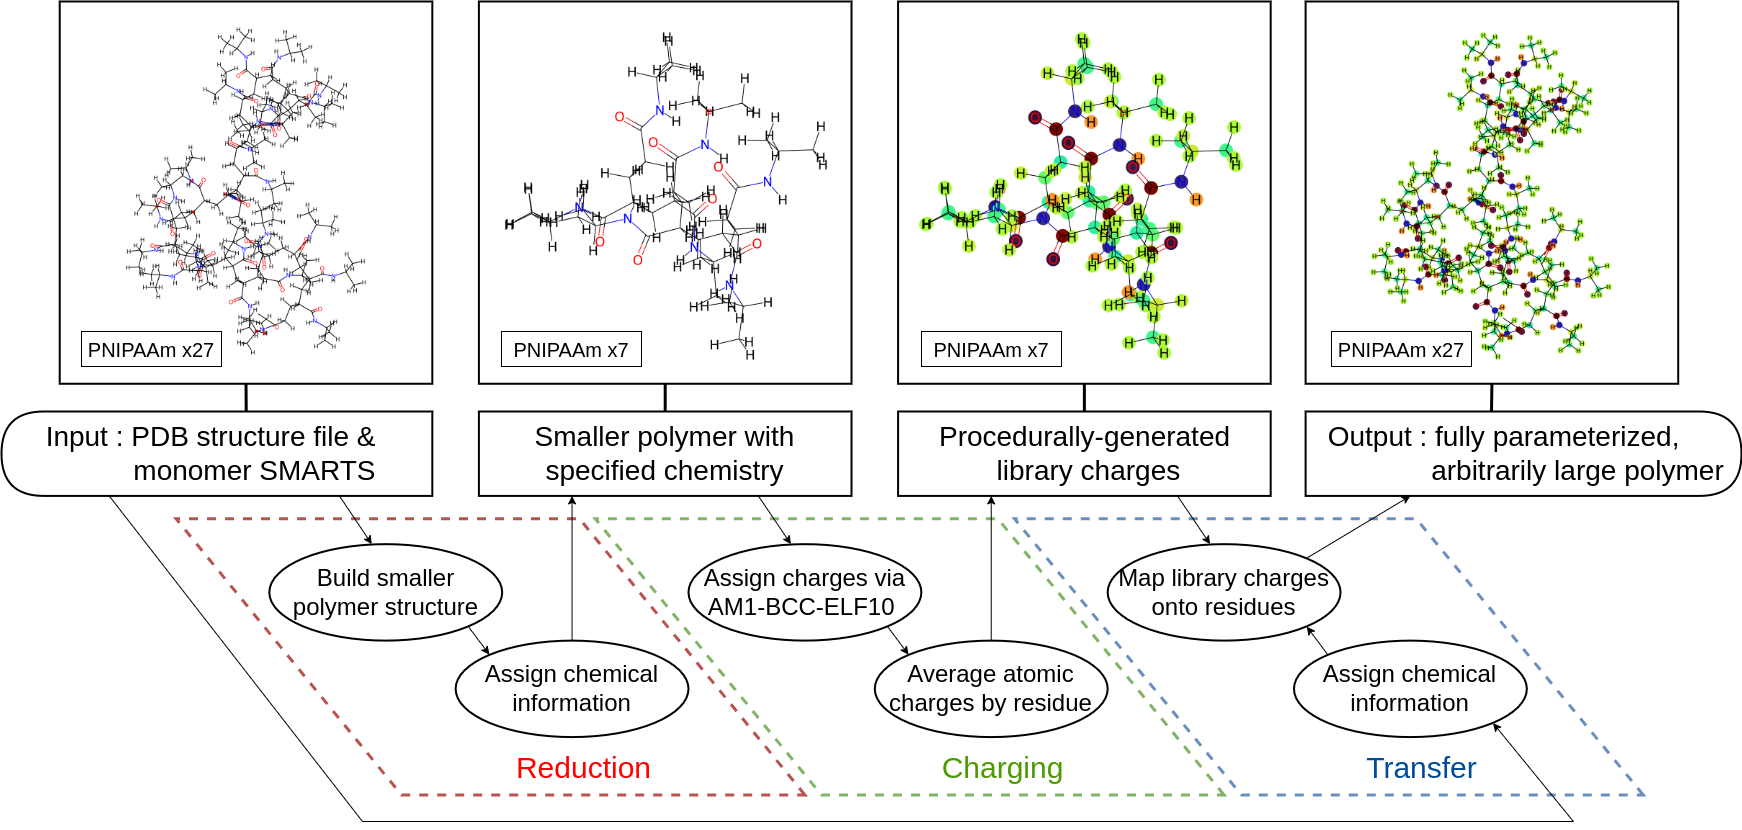 PNIPAAm x27
PNIPAAm x7
PNIPAAm x7
PNIPAAm x27
Input : PDB structure file &
monomer SMARTS
Smaller polymer with
specified chemistry
Procedurally-generated
library charges
Output : fully parameterized,
arbitrarily large polymer
Build smaller
polymer structure
Assign chemical
information
Assign charges via
AM1-BCC-ELF10
Average atomic
charges by residue
Map library charges
onto residues
Assign chemical
information
Reduction
Charging
Transfer